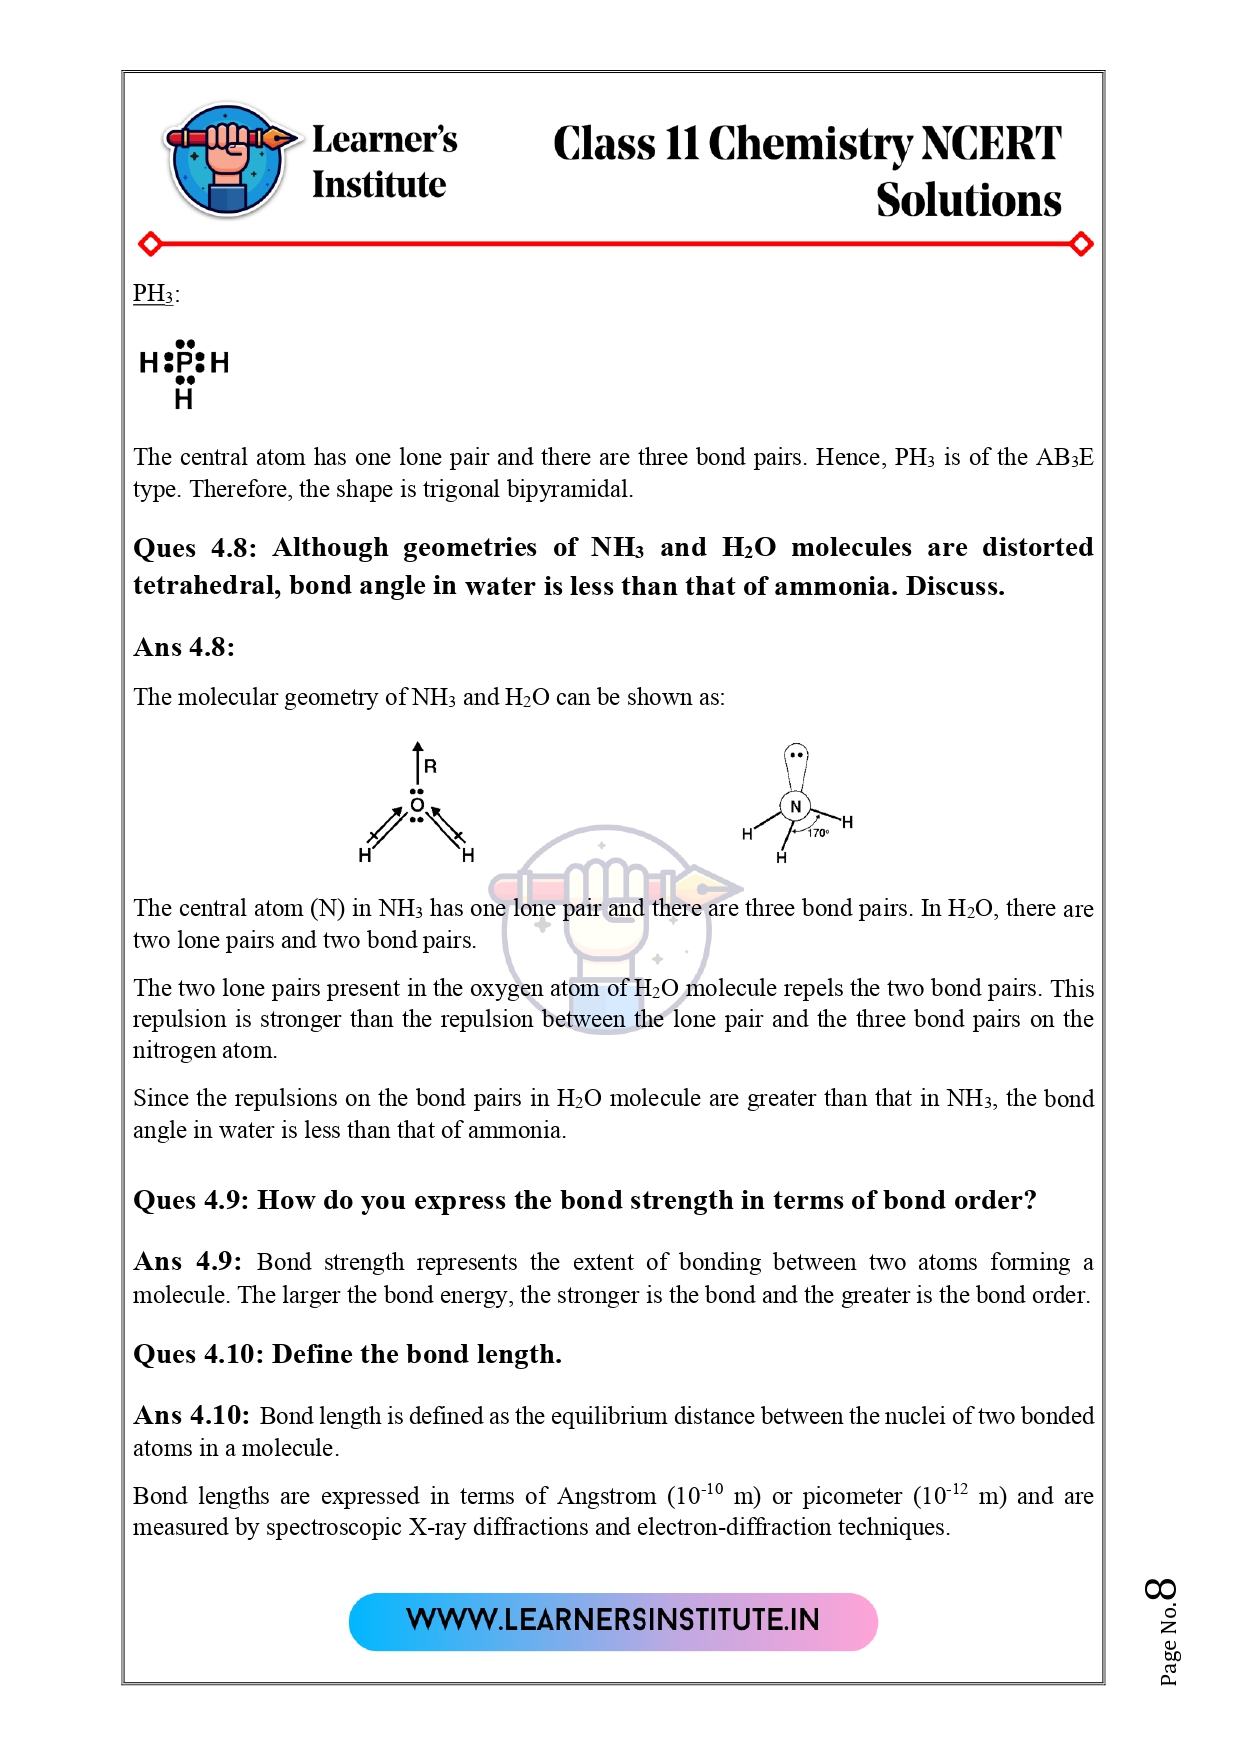 Learner's
Institute
Class 11 Chemistry NCERT
Solutions
PH₃:
H:P:H
H
The central atom has one lone pair and there are three bond pairs. Hence, PH₃ is of the AB₃E
type. Therefore, the shape is trigonal bipyramidal.
Ques 4.8: Although geometries of NH₃ and H₂O molecules are distorted
tetrahedral, bond angle in water is less than that of ammonia. Discuss.
Ans 4.8:
The molecular geometry of NH₃ and H₂O can be shown as:
R
O
H H
N
H H
170°
H
The central atom (N) in NH₃ has one lone pair and there are three bond pairs. In H₂O, there are
two lone pairs and two bond pairs.
The two lone pairs present in the oxygen atom of H₂O molecule repels the two bond pairs. This
repulsion is stronger than the repulsion between the lone pair and the three bond pairs on the
nitrogen atom.
Since the repulsions on the bond pairs in H₂O molecule are greater than that in NH₃, the bond
angle in water is less than that of ammonia.
Ques 4.9: How do you express the bond strength in terms of bond order?
Ans 4.9: Bond strength represents the extent of bonding between two atoms forming a
molecule. The larger the bond energy, the stronger is the bond and the greater is the bond order.
Ques 4.10: Define the bond length.
Ans 4.10: Bond length is defined as the equilibrium distance between the nuclei of two bonded
atoms in a molecule.
Bond lengths are expressed in terms of Angstrom (10⁻¹⁰ m) or picometer (10⁻¹² m) and are
measured by spectroscopic X-ray diffractions and electron-diffraction techniques.
WWW.LEARNERSINSTITUTE.IN
Page No.8